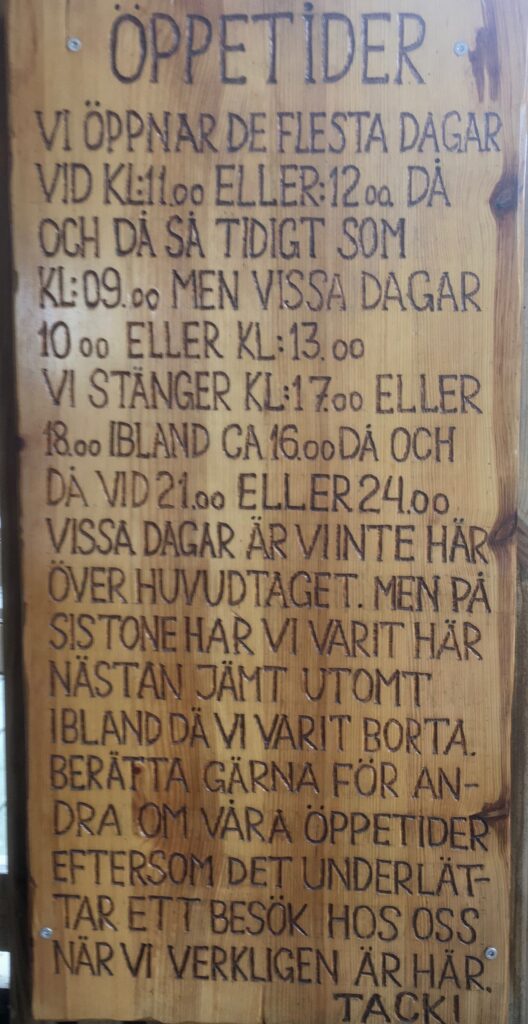 ÖPPETIDER
VI ÖPPNAR DE FLESTA DAGAR
VID KL:11.00 ELLER:12.00. DÅ
OCH DÅ SÅ TIDIGT SOM
KL:09.00 MEN VISSA DAGAR
10 00 ELLER KL:13.00
VI STÄNGER KL:17.00 ELLER
18.00 IBLAND CA 16.00 DÅ OCH
DÅ VID 21.00 ELLER 24.00
VISSA DAGAR ÄR VI INTE HÄR
ÖVER HUVUDTAGET. MEN PÅ
SISTONE HAR VI VARIT HÄR
NÄSTAN JÄMT UTOMT
IBLAND DÄ VI VARIT BORTA.
BERÄTTA GÄRNA FÖR AN-
DRA OM VÅRA ÖPPETIDER
EFTERSOM DET UNDERLÄT-
TAR ETT BESÖK HOS OSS
NÄR VI VERKLIGEN ÄR HÄR.
TACK!